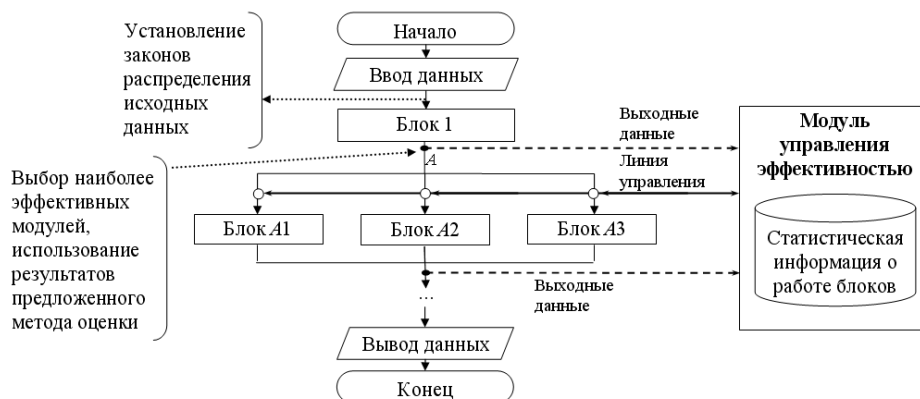 Установление
законов
распределения
исходных
данных
Начало
Ввод данных
Блок 1
A
Выбор наиболее
эффективных
модулей,
использование
результатов
предложенного
метода оценки
Блок A1
Блок A2
Блок A3
...
Вывод данных
Конец
Выходные
данные
Линия
управления
Выходные
данные
Модуль
управления
эффективностью
Статистическая
информация о
работе блоков